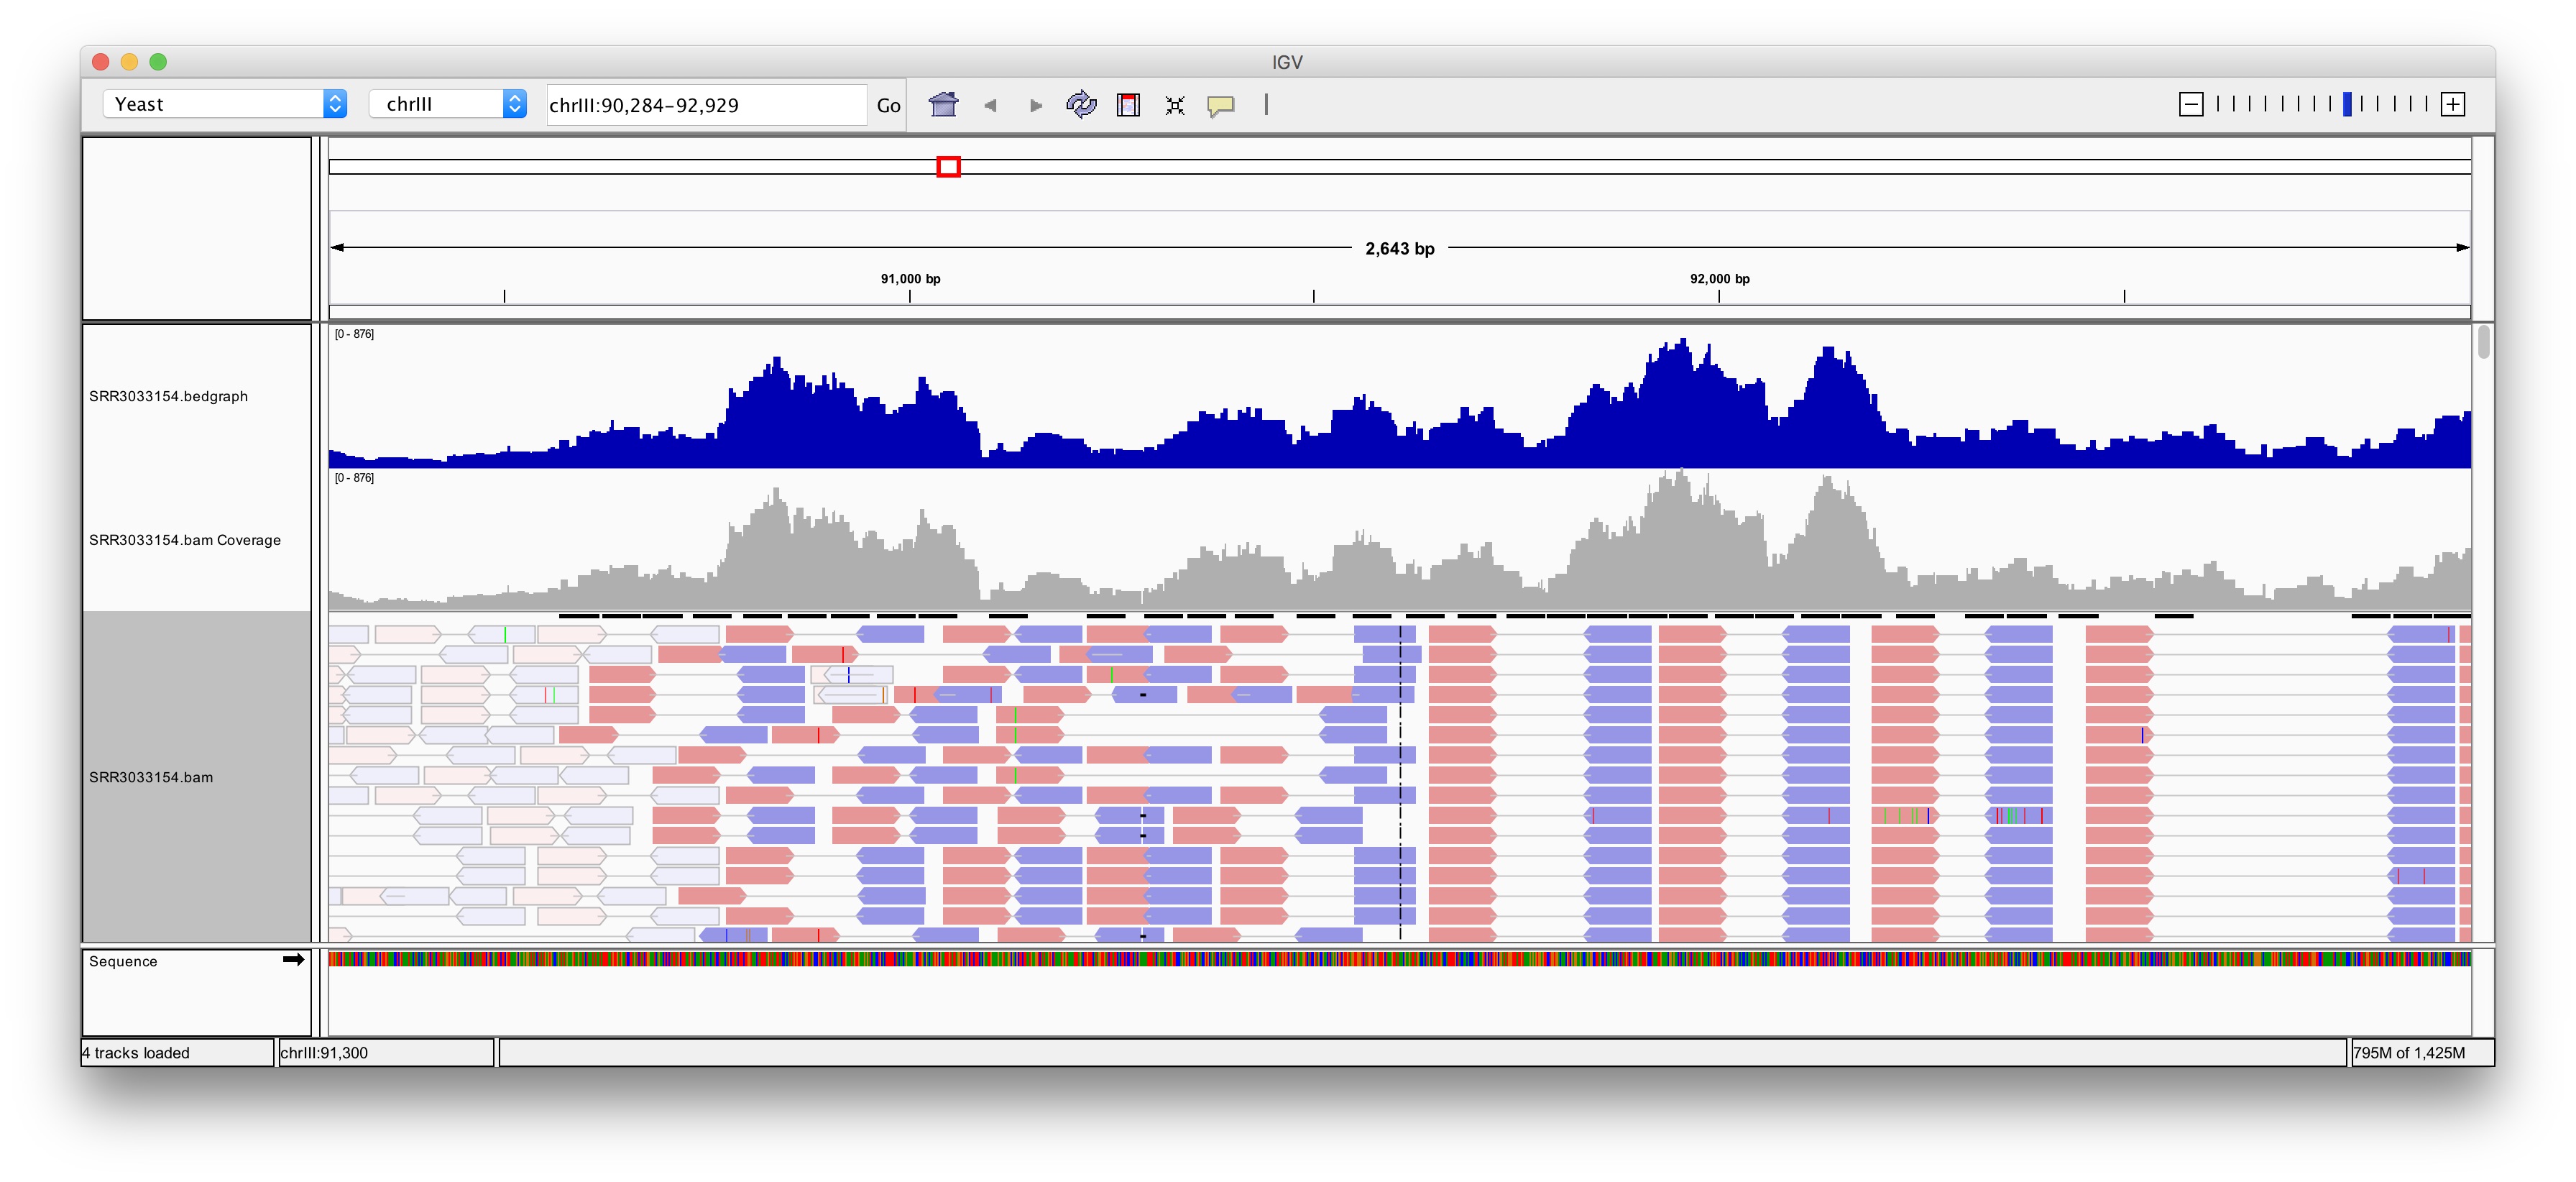 IGV
Yeast chrIII chrIII:90,284-92,929 Go
2,643 bp
91,000 bp 92,000 bp
[0 - 876]
SRR3033154.bedgraph
[0 - 876]
SRR3033154.bam Coverage
SRR3033154.bam
Sequence
4 tracks loaded chrIII:91,300 795M of 1,425M